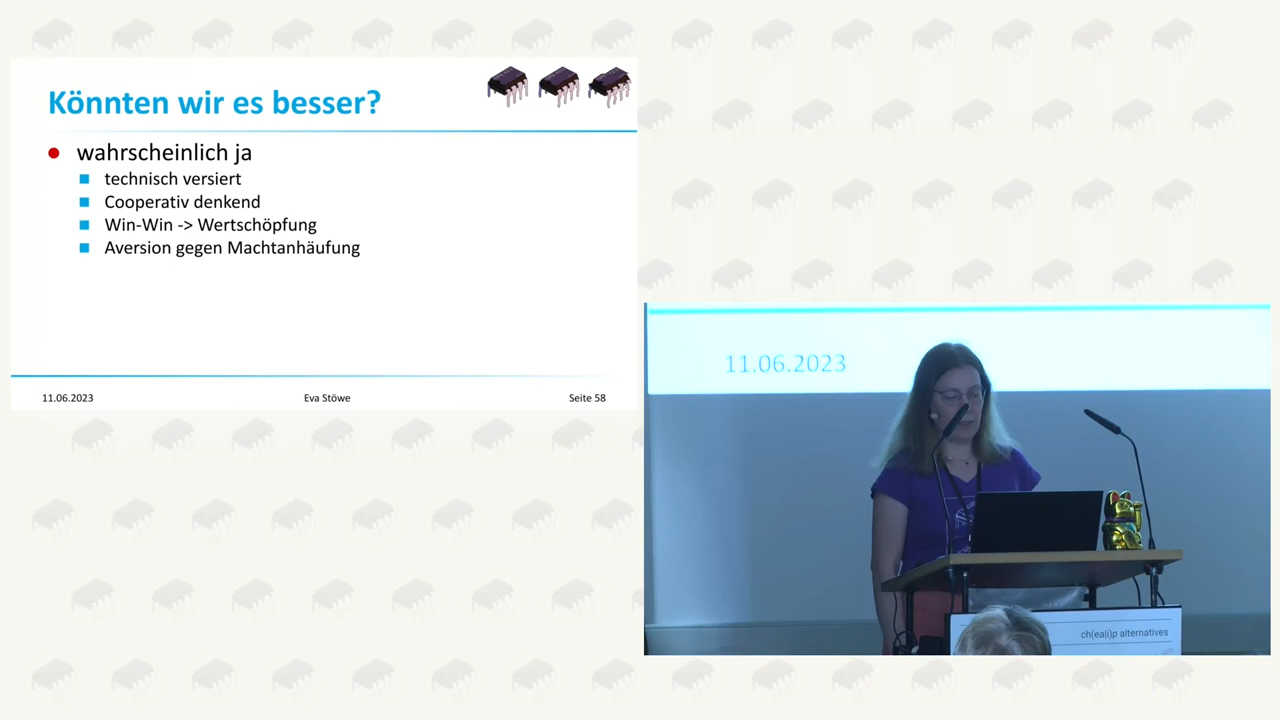 Könnten wir es besser?
wahrscheinlich ja
technisch versiert
Cooperativ denkend
Win-Win -> Wertschöpfung
Aversion gegen Machtanhäufung
11.06.2023
Eva Stöwe
Seite 58
11.06.2023
ch(ea|i)p alternatives